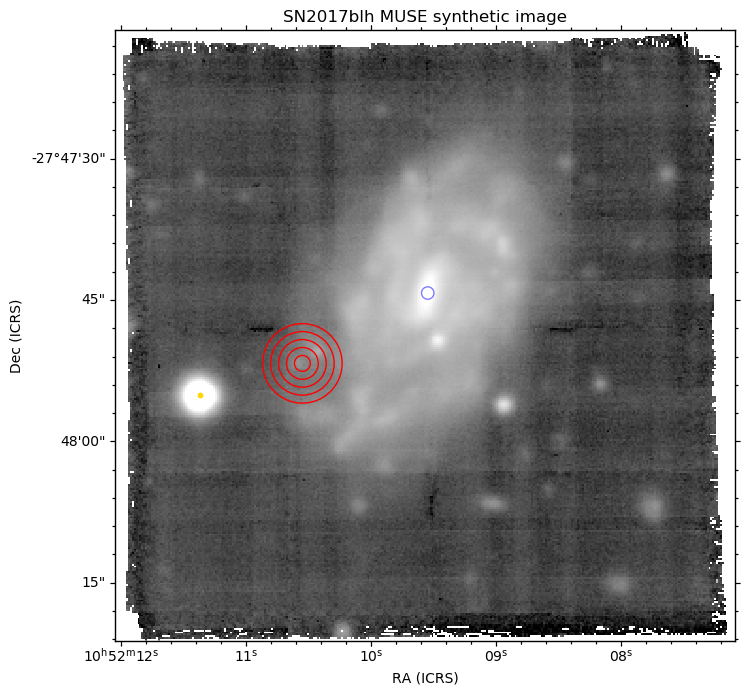 SN2017blh MUSE synthetic image
-27°47'30"
45"
48'00"
15"
Dec (ICRS)
10h52m12s 11s 10s 09s 08s
RA (ICRS)